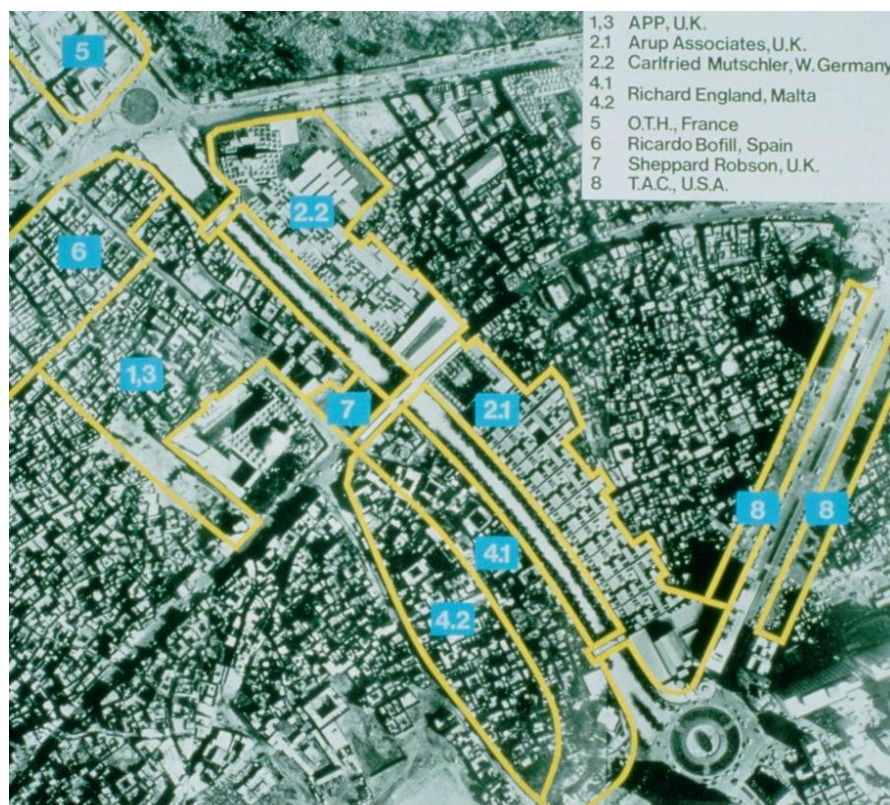 1,3 APP, U.K.
2.1 Arup Associates, U.K.
2.2 Carlfried Mutschler, W. Germany
4.1
4.2 Richard England, Malta
5 O.T.H., France
6 Ricardo Bofill, Spain
7 Sheppard Robson, U.K.
8 T.A.C., U.S.A.
5
2.2
6
1,3
7
2.1
8
8
4.1
4.2